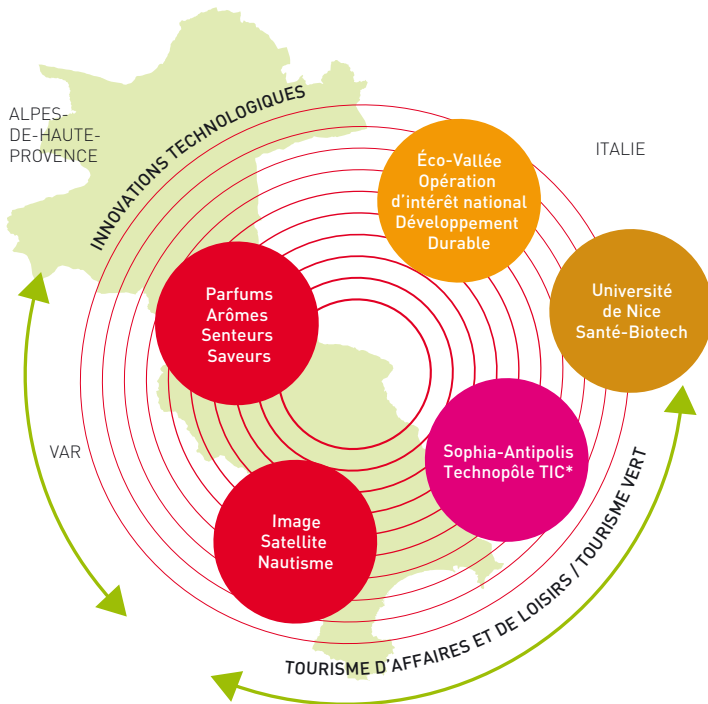 ALPES-
DE-HAUTE-
PROVENCE
INNOVATIONS TECHNOLOGIQUES
ITALIE
Éco-Vallée
Opération
d'intérêt national
Développement
Durable
Université
de Nice
Santé-Biotech
Parfums
Arômes
Senteurs
Saveurs
VAR
Sophia-Antipolis
Technopôle TIC*
Image
Satellite
Nautisme
TOURISME D'AFFAIRES ET DE LOISIRS / TOURISME VERT